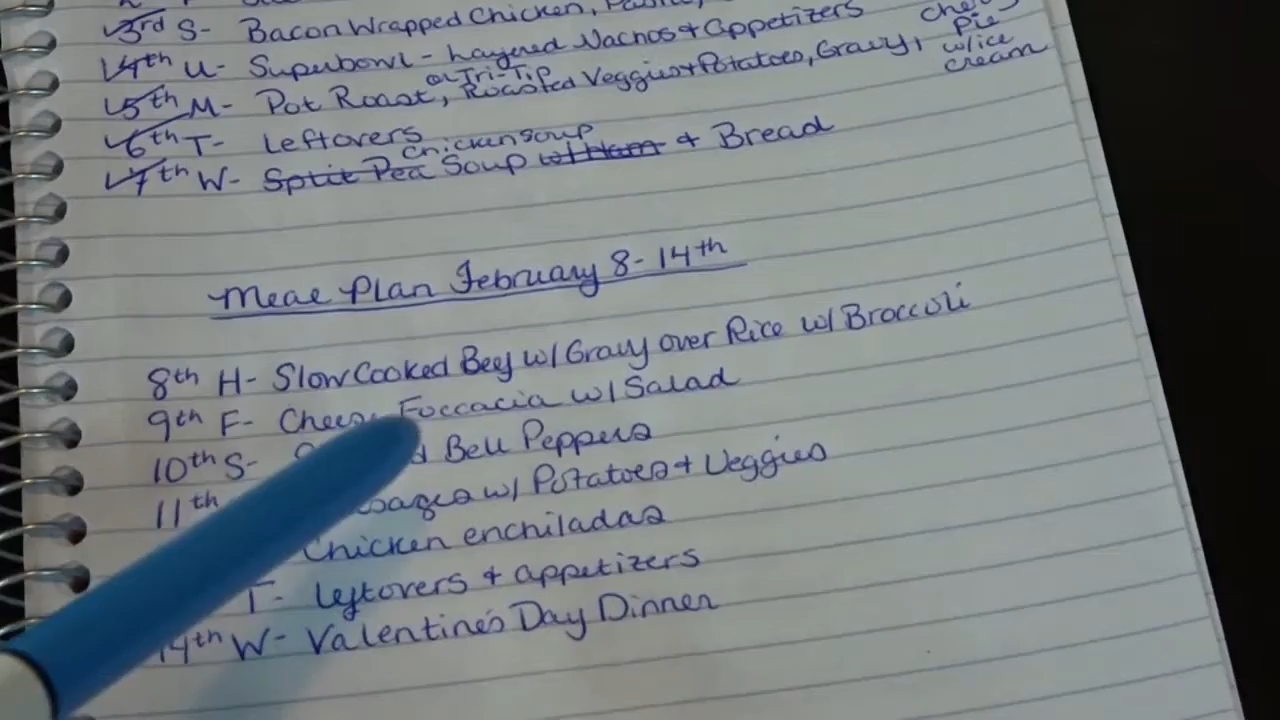 3rd S- Bacon Wrapped Chicken,
4th U- Superbowl - Layered Nachos + Appetizers
or Tri-Tip
5th M- Pot Roast, Roasted Veggies + Potatoes, Gravy,
Pie
w/ice
cream
6th T- Leftovers
Chicken soup
7th W- Split Pea Soup w/Ham + Bread
Meal Plan February 8-14th
8th H- Slow Cooked Beef w/ Gravy over Rice w/ Broccoli
9th F- Cheesy Foccacia w/ Salad
10th S- Bell Peppers
11th w/ Potatoes + Veggies
Chicken enchiladas
T- Leftovers + appetizers
14th W- Valentine's Day Dinner